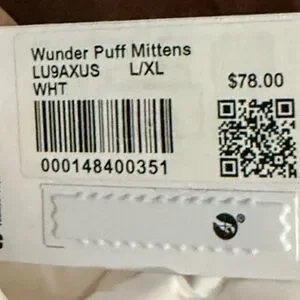 Wunder Puff Mittens
LU9AXUS L/XL
WHT
$78.00
000148400351